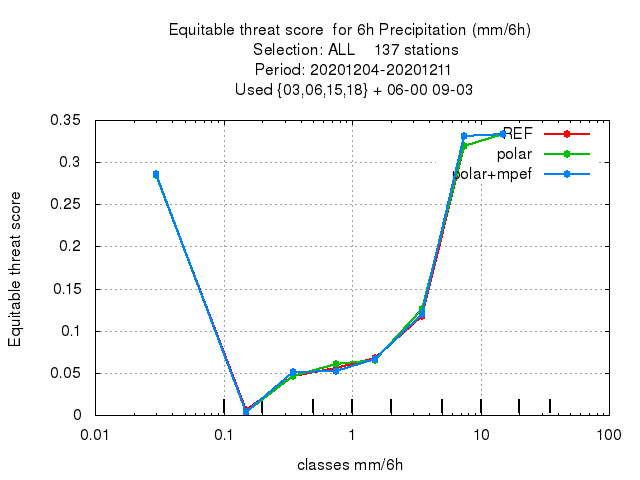 Equitable threat score  for 6h Precipitation (mm/6h)
Selection: ALL    137 stations
Period: 20201204-20201211
Used {03,06,15,18} + 06-00 09-03
Equitable threat score
0.35
0.3
0.25
0.2
0.15
0.1
0.05
0
REF
polar
polar+mpef
0.01
0.1
1
10
100
classes mm/6h